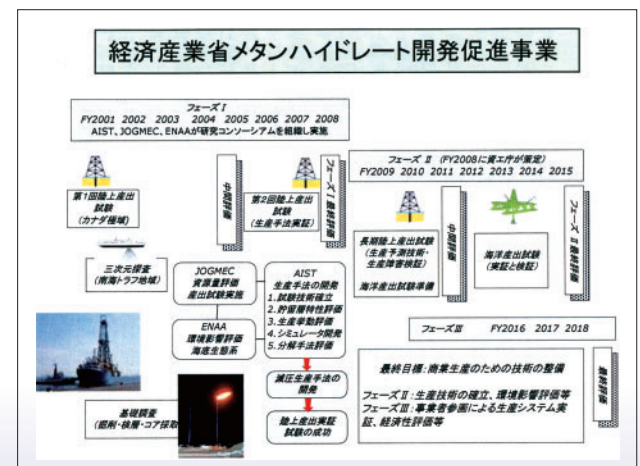 経済産業省メタンハイドレート開発促進事業
フェーズⅠ
FY2001 2002 2003 2004 2005 2006 2007 2008
AIST、JOGMEC、ENAAが研究コンソーシアムを組織し実施
フェーズ Ⅱ (FY2008に資エ庁が策定)
FY2009 2010 2011 2012 2013 2014 2015
第1回陸上産出
試験
(カナダ極域)
中間評価
第2回陸上産出
試験
(生産手法実証)
フェーズⅠ最終評価
長期陸上産出試験
(生産予測技術・
生産障害検証)
海洋産出試験準備
中間評価
海洋産出試験
(実証と検証)
フェーズ Ⅱ最終評価
三次元探査
(南海トラフ地域)
JOGMEC
資源量評価
産出試験実施
ENAA
環境影響評価
海底生態系
AIST
生産手法の開発
1.試験技術確立
2.貯留層特性評価
3.生産挙動評価
4.シミュレータ開発
5.分解手法評価
フェーズⅢ FY2016 2017 2018
減圧生産手法の
開発
陸上産出実証
試験の成功
基礎調査
(掘削・検層・コア採取)
最終目標:商業生産のための技術の整備
フェーズⅡ:生産技術の確立、環境影響評価等
フェーズⅢ:事業者参画による生産システム実
証、経済性評価等
最終評価